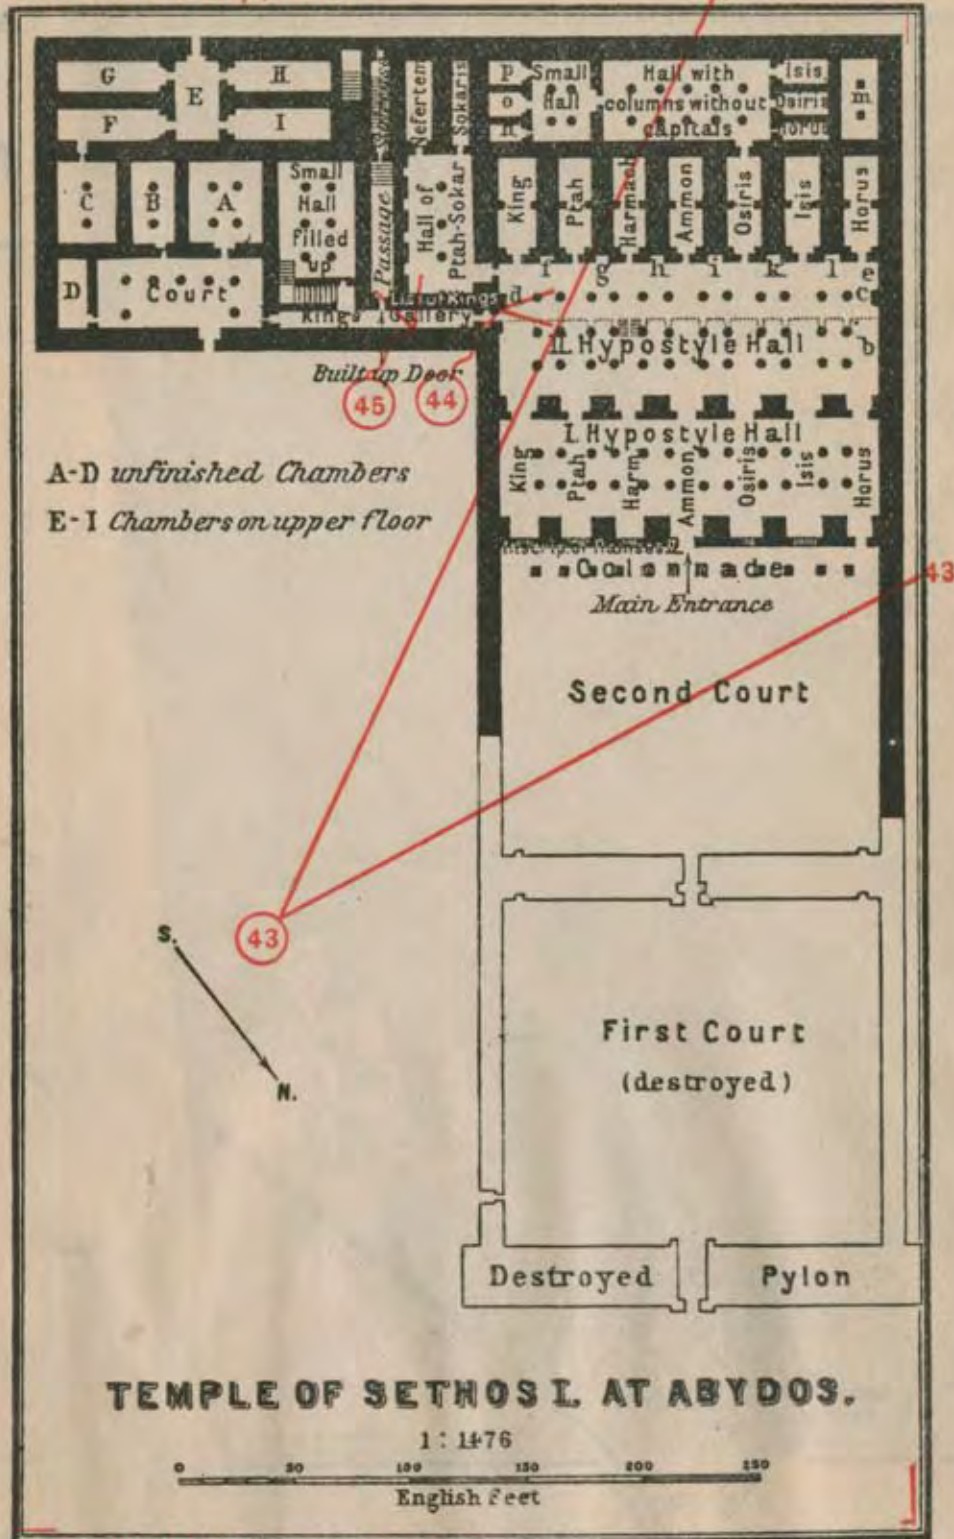 G H
E
F I
P Small Hall with Isis
o Hall columns without Osiris m
n capitals Horus
Nefertem
Sokaris
C B A
Small
Hall
Filled
up
Passage
Hall of
Ptah-Sokar
King
Ptah
Harmach
Ammon
Osiris
Isis
Horus
f g h i k l e
d c
D Court
List of Kings
Kings Gallery
II. Hypostyle Hall b
Built up Door
45 44
I. Hypostyle Hall
King
Ptah
Harm.
Ammon
Osiris
Isis
Horus
A-D unfinished Chambers
E-I Chambers on upper floor
Colonnade
43
Main Entrance
Second Court
43
S.
N.
First Court
(destroyed)
Destroyed Pylon
TEMPLE OF SETHOS I. AT ABYDOS.
1 : 1476
0 50 100 150 200 250
English Feet